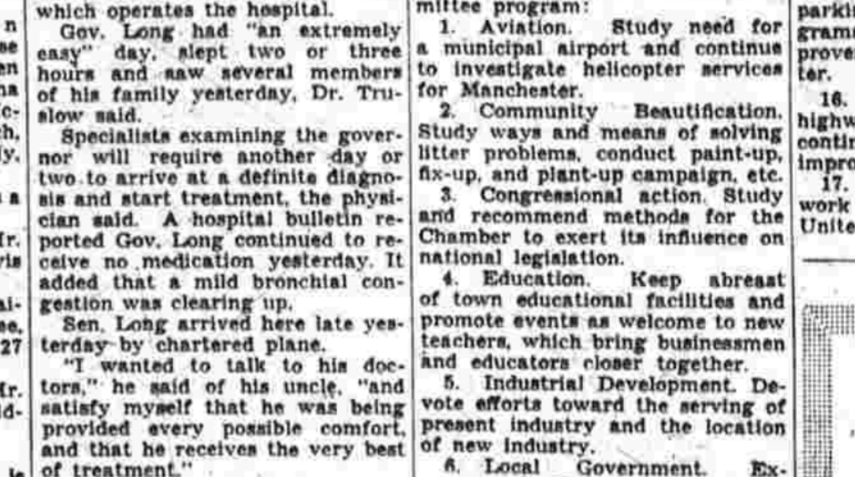 which operates the hospital.
Gov. Long had "an extremely
easy" day, slept two or three
hours and saw several members
of his family yesterday, Dr. Tru-
slow said.
Specialists examining the gover-
nor will require another day or
two to arrive at a definite diagno-
sis and start treatment, the physi-
cian said. A hospital bulletin re-
ported Gov. Long continued to re-
ceive no medication yesterday. It
added that a mild bronchial con-
gestion was clearing up.
Sen. Long arrived here late yes-
terday by chartered plane.
"I wanted to talk to his doc-
tors," he said of his uncle, "and
satisfy myself that he was being
provided every possible comfort,
and that he receives the very best
of treatment."
mittee program:
1. Aviation. Study need for
a municipal airport and continue
to investigate helicopter services
for Manchester.
2. Community Beautification.
Study ways and means of solving
litter problems, conduct paint-up,
fix-up, and plant-up campaign, etc.
3. Congressional action. Study
and recommend methods for the
Chamber to exert its influence on
national legislation.
4. Education. Keep abreast
of town educational facilities and
promote events as welcome to new
teachers, which bring businessmen
and educators closer together.
5. Industrial Development. De-
vote efforts toward the serving of
present industry and the location
of new industry.
6. Local Government. Ex-
16.
17.
work